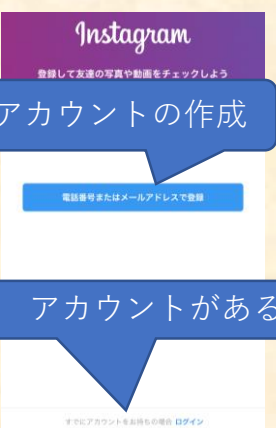 Instagram
登録して友達の写真や動画をチェックしよう
アカウントの作成
電話番号またはメールアドレスで登録
アカウントがある
すでにアカウントをお持ちの場合 ログイン